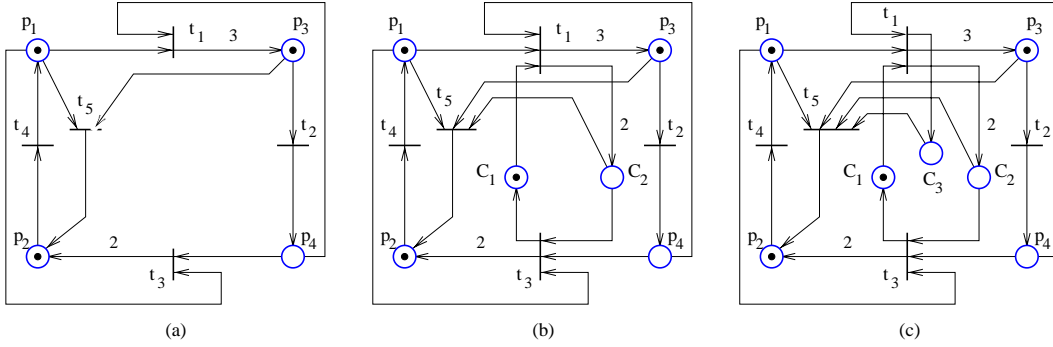 p1 t1 3 p3
t5
t4 t2
p2 2 p4
t3
(a)
p1 t1 3 p3
t5
t4 2 t2
C1 C2
p2 2 p4
t3
(b)
p1 t1 3 p3
t5
t4 2 t2
C1 C3 C2
p2 2 p4
t3
(c)